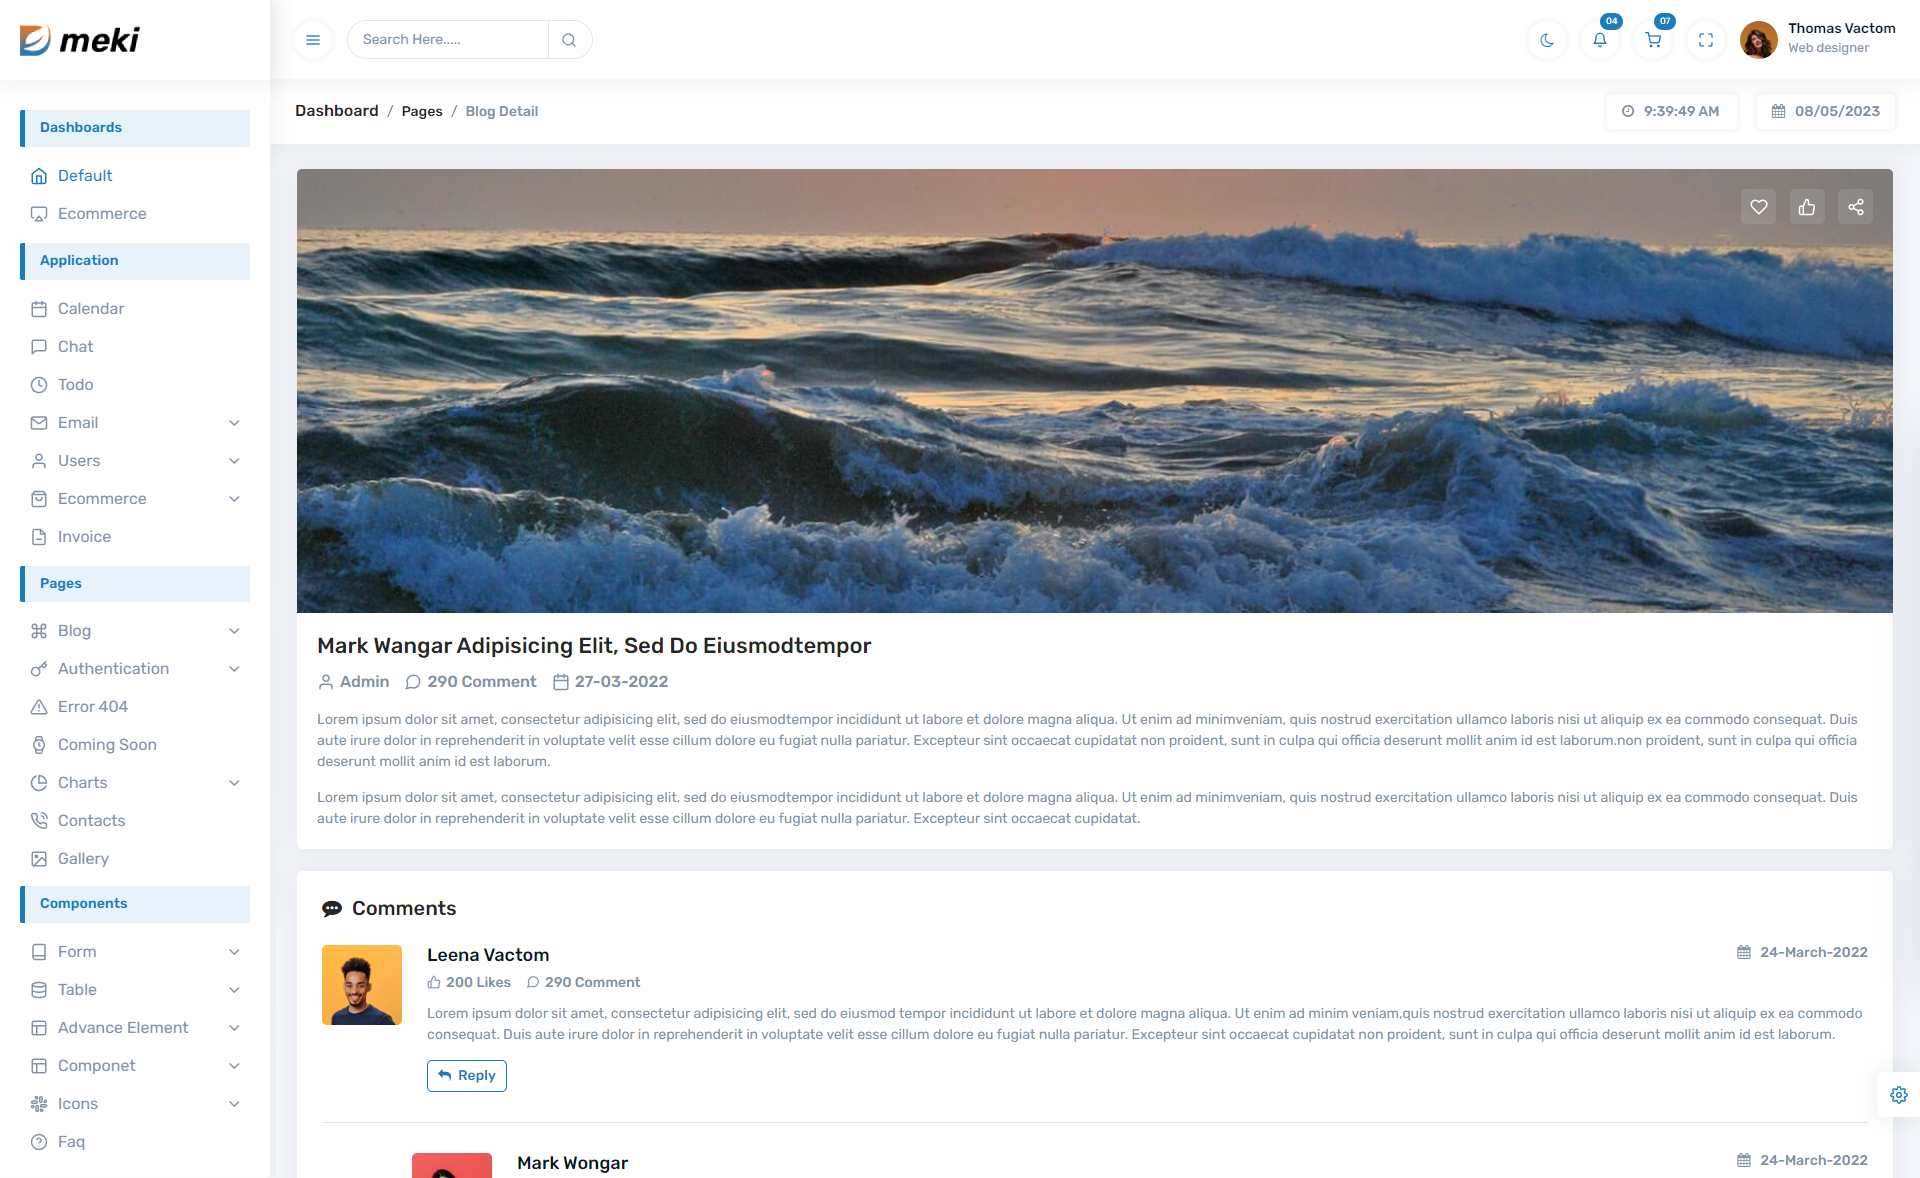 meki
Search Here.....
04
07
Thomas Vactom
Web designer
Dashboard / Pages / Blog Detail
9:39:49 AM
08/05/2023
Dashboards
Default
Ecommerce
Application
Calendar
Chat
Todo
Email
Users
Ecommerce
Invoice
Pages
Blog
Authentication
Error 404
Coming Soon
Charts
Contacts
Gallery
Components
Form
Table
Advance Element
Componet
Icons
Faq
Mark Wangar Adipisicing Elit, Sed Do Eiusmodtempor
Admin 290 Comment 27-03-2022
Lorem ipsum dolor sit amet, consectetur adipisicing elit, sed do eiusmodtempor incididunt ut labore et dolore magna aliqua. Ut enim ad minimveniam, quis nostrud exercitation ullamco laboris nisi ut aliquip ex ea commodo consequat. Duis
aute irure dolor in reprehenderit in voluptate velit esse cillum dolore eu fugiat nulla pariatur. Excepteur sint occaecat cupidatat non proident, sunt in culpa qui officia deserunt mollit anim id est laborum.non proident, sunt in culpa qui officia
deserunt mollit anim id est laborum.
Lorem ipsum dolor sit amet, consectetur adipisicing elit, sed do eiusmodtempor incididunt ut labore et dolore magna aliqua. Ut enim ad minimveniam, quis nostrud exercitation ullamco laboris nisi ut aliquip ex ea commodo consequat. Duis
aute irure dolor in reprehenderit in voluptate velit esse cillum dolore eu fugiat nulla pariatur. Excepteur sint occaecat cupidatat.
Comments
Leena Vactom
24-March-2022
200 Likes 290 Comment
Lorem ipsum dolor sit amet, consectetur adipisicing elit, sed do eiusmod tempor incididunt ut labore et dolore magna aliqua. Ut enim ad minim veniam,quis nostrud exercitation ullamco laboris nisi ut aliquip ex ea commodo
consequat. Duis aute irure dolor in reprehenderit in voluptate velit esse cillum dolore eu fugiat nulla pariatur. Excepteur sint occaecat cupidatat non proident, sunt in culpa qui officia deserunt mollit anim id est laborum.
Reply
Mark Wongar
24-March-2022